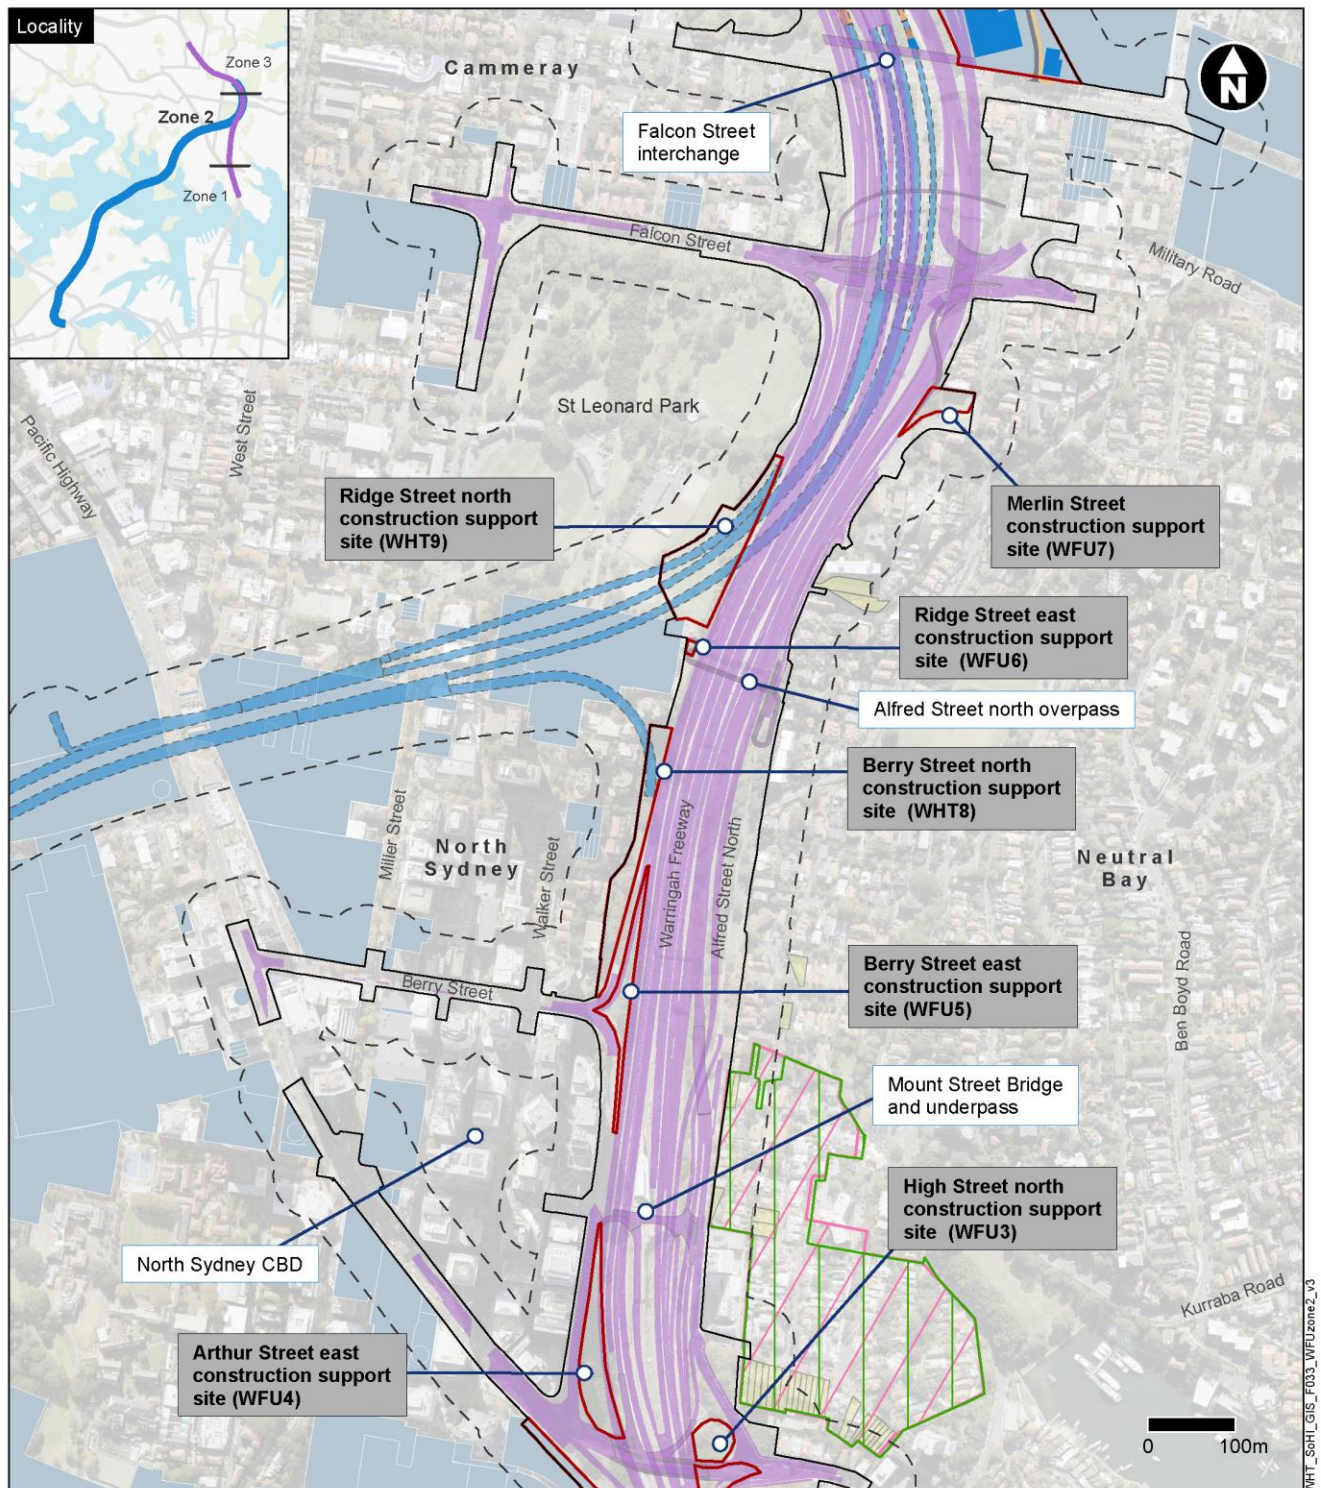 Locality
Zone 3
Zone 2
Zone 1
Cammeray
N
Falcon Street
interchange
Falcon Street
Military Road
St Leonard Park
West Street
Pacific Highway
Ridge Street north
construction support
site (WHT9)
Merlin Street
construction support
site (WFU7)
Ridge Street east
construction support
site (WFU6)
Alfred Street north overpass
Berry Street north
construction support
site (WHT8)
Miller Street
North
Sydney
Walker Street
Warringah Freeway
Alfred Street North
Neutral
Bay
Berry Street
Berry Street east
construction support
site (WFU5)
Ben Boyd Road
Mount Street Bridge
and underpass
High Street north
construction support
site (WFU3)
North Sydney CBD
Kurraba Road
Arthur Street east
construction support
site (WFU4)
0 100m
WHT_SoHI_GIS_F033_WFUzone2_v3